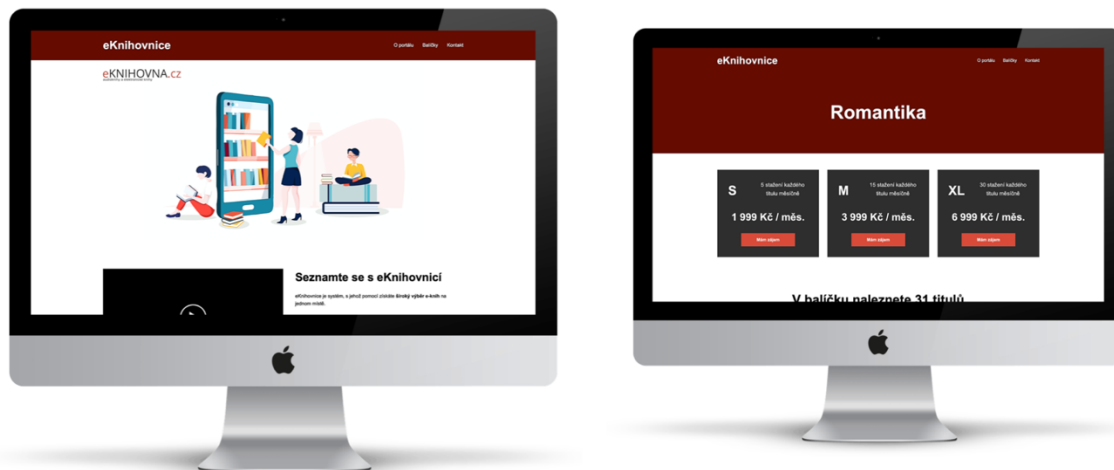 eKnihovnice
O portálu Balíčky Kontakt
eKNIHOVNA.cz
Seznamte se s eKnihovnicí
eKnihovnice je systém, s jehož pomocí získáte široký výběr e-knih na
jednom místě.
eKnihovnice
O portálu Balíčky Kontakt
Romantika
S
5 stažení každého
titulu měsíčně
1 999 Kč / měs.
Mám zájem
M
15 stažení každého
titulu měsíčně
3 999 Kč / měs.
Mám zájem
XL
30 stažení každého
titulu měsíčně
6 999 Kč / měs.
Mám zájem
V balíčku naleznete 31 titulů